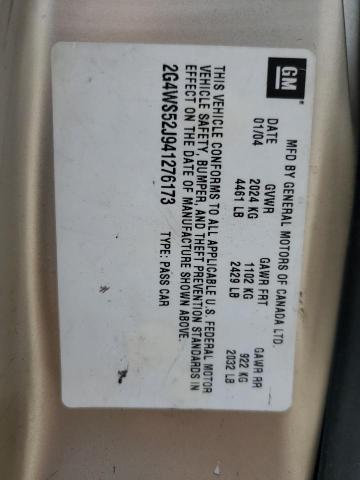 GM
MFD BY GENERAL MOTORS OF CANADA LTD.
DATE GVWR GAWR FRT GAWR RR
01/04 2024 KG 1102 KG 922 KG
4461 LB 2429 LB 2032 LB
THIS VEHICLE CONFORMS TO ALL APPLICABLE U.S. FEDERAL MOTOR
VEHICLE SAFETY, BUMPER, AND THEFT PREVENTION STANDARDS IN
EFFECT ON THE DATE OF MANUFACTURE SHOWN ABOVE.
2G4WS52J941276173 TYPE: PASS CAR